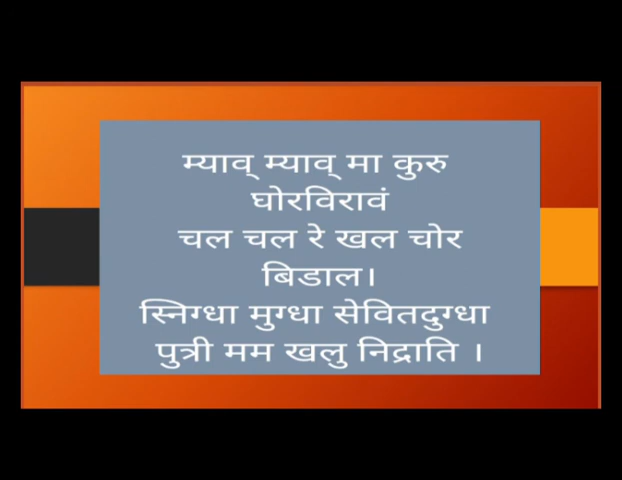 म्याव् म्याव् मा कुरु
घोरविरावं
चल चल रे खल चोर
बिडाल।
स्निग्धा मुग्धा सेवितदुग्धा
पुत्री मम खलु निद्राति ।